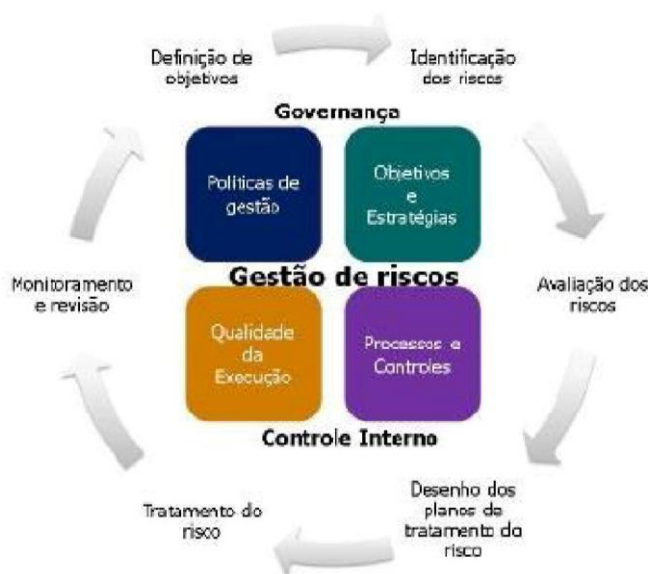 Definição de
objetivos
Identificação
dos riscos
Governança
Políticas de
gestão
Objetivos
e
Estratégias
Gestão de riscos
Monitoramento
e revisão
Avaliação dos
riscos
Qualidade
da
Execução
Processos e
Controles
Controle Interno
Tratamento do
risco
Desenho dos
planos de
tratamento do
risco